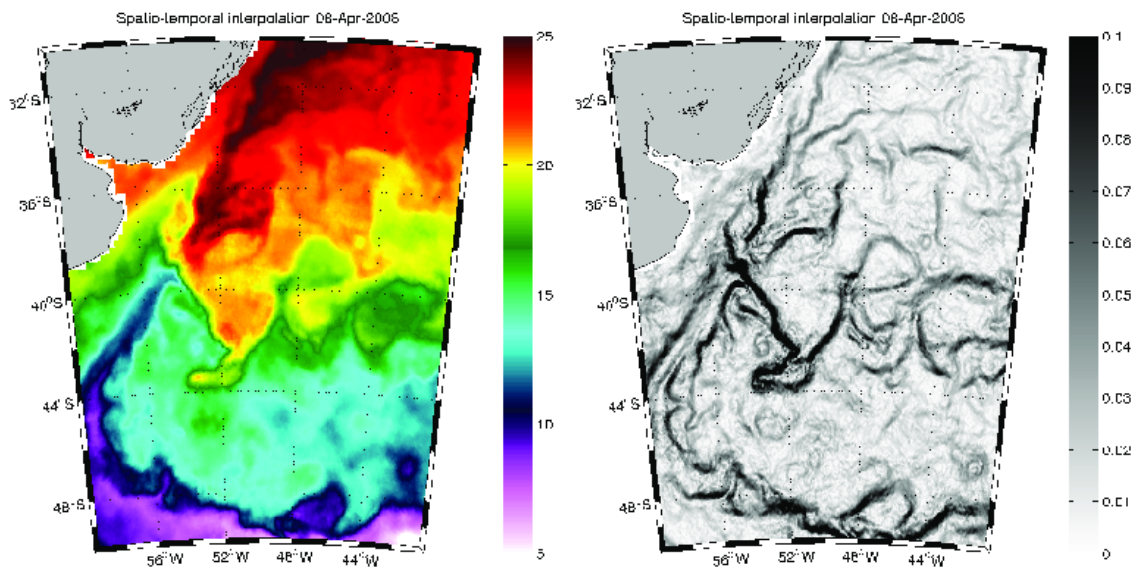 Spatio-temporal interpolation 06-Apr-2006
32°S
36°S
40°S
44°S
48°S
56°W
52°W
48°W
44°W
25
20
15
10
5
Spatio-temporal interpolation 06-Apr-2006
32°S
36°S
40°S
44°S
48°S
56°W
52°W
48°W
44°W
0.1
0.09
0.08
0.07
0.06
0.05
0.04
0.03
0.02
0.01
0